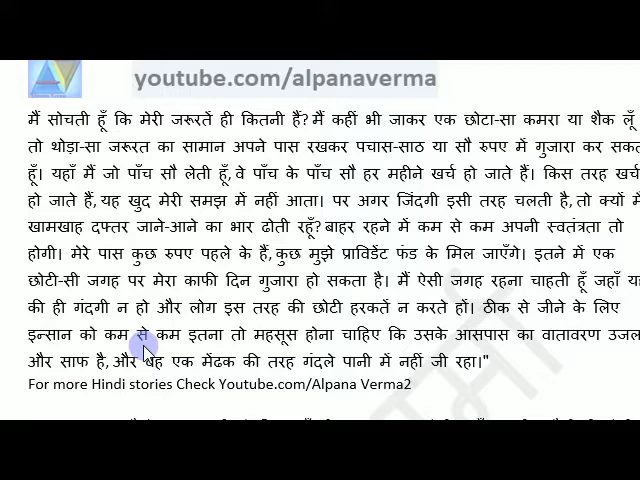 youtube.com/alpanaverma
मैं सोचती हूँ कि मेरी जरूरतें ही कितनी हैं? मैं कहीं भी जाकर एक छोटा-सा कमरा या शैक लूँ
तो थोड़ा-सा जरूरत का सामान अपने पास रखकर पचास-साठ या सौ रुपए में गुजारा कर सकत
हूँ। यहाँ मैं जो पाँच सौ लेती हूँ, वे पाँच के पाँच सौ हर महीने खर्च हो जाते हैं। किस तरह खर्च
हो जाते हैं, यह खुद मेरी समझ में नहीं आता। पर अगर जिंदगी इसी तरह चलती है, तो क्यों मैं
खामखाह दफ्तर जाने-आने का भार ढोती रहूँ? बाहर रहने में कम से कम अपनी स्वतंत्रता तो
होगी। मेरे पास कुछ रुपए पहले के हैं, कुछ मुझे प्राविडेंट फंड के मिल जाएँगे। इतने में एक
छोटी-सी जगह पर मेरा काफी दिन गुजारा हो सकता है। मैं ऐसी जगह रहना चाहती हूँ जहाँ यह
की ही गंदगी न हो और लोग इस तरह की छोटी हरकतें न करते हों। ठीक से जीने के लिए
इन्सान को कम से कम इतना तो महसूस होना चाहिए कि उसके आसपास का वातावरण उजल
और साफ है, और वह एक मेंढक की तरह गंदले पानी में नहीं जी रहा।"
For more Hindi stories Check Youtube.com/Alpana Verma2